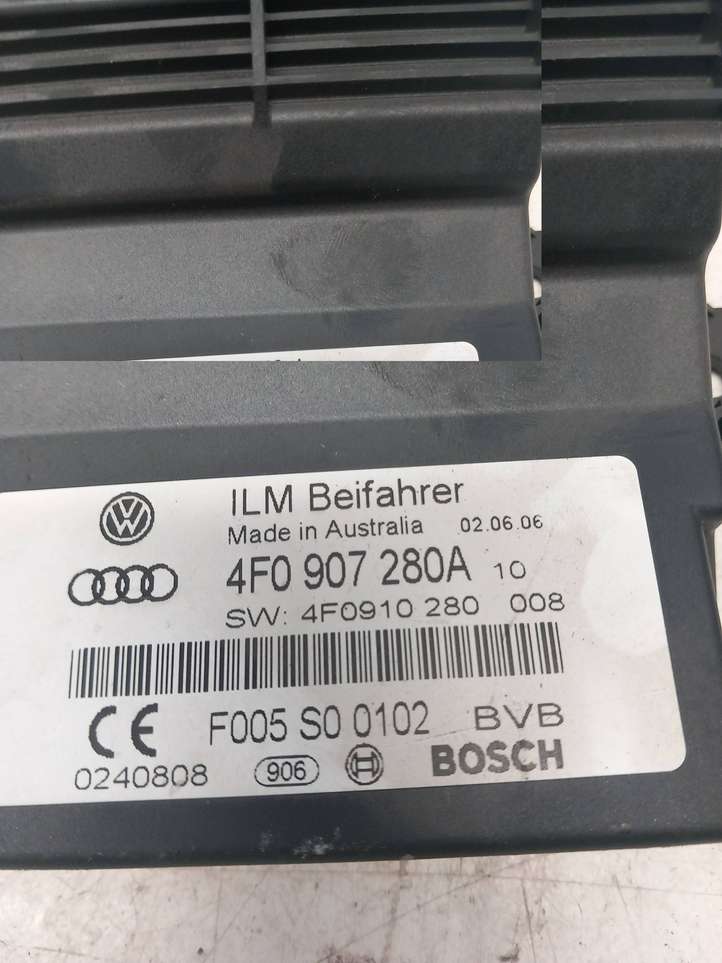 ILM Beifahrer
Made in Australia 02.06.06
4F0 907 280A 10
SW: 4F0910 280 008
F005 S0 0102 BVB
0240808 906 BOSCH